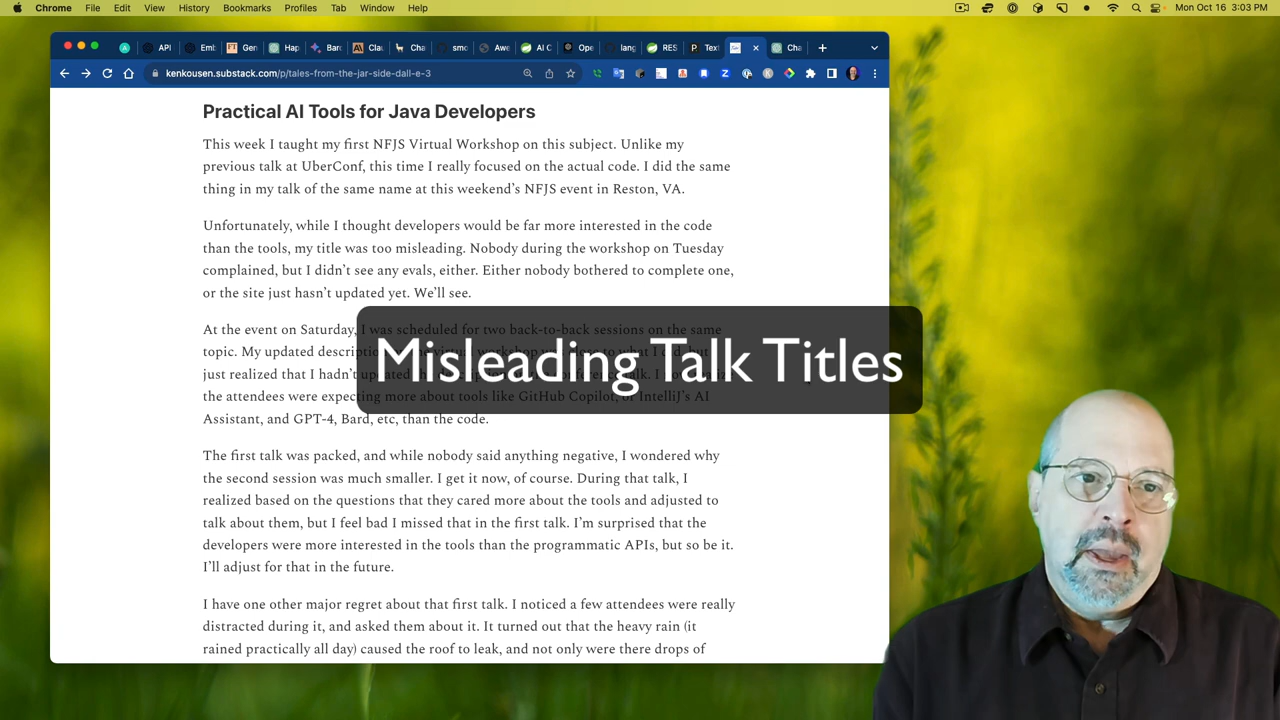 Chrome File Edit View History Bookmarks Profiles Tab Window Help Mon Oct 16 3:03 PM
API Gen Hap Barc Cha smc Awe AI C Ope lang RES Text Cha
kenkousen.substack.com/p/tales-from-the-jar-side-dall-e-3
Practical AI Tools for Java Developers
This week I taught my first NFJS Virtual Workshop on this subject. Unlike my
previous talk at UberConf, this time I really focused on the actual code. I did the same
thing in my talk of the same name at this weekend’s NFJS event in Reston, VA.
Unfortunately, while I thought developers would be far more interested in the code
than the tools, my title was too misleading. Nobody during the workshop on Tuesday
complained, but I didn’t see any evals, either. Either nobody bothered to complete one,
or the site just hasn’t updated yet. We’ll see.
At the event on Saturday, I was scheduled for two back-to-back sessions on the same
topic. My updated description
just realized that I hadn’t
the attendees were expecting more about tools like GitHub Copilot, or IntelliJ’s AI
Assistant, and GPT-4, Bard, etc, than the code.
Misleading Talk Titles
The first talk was packed, and while nobody said anything negative, I wondered why
the second session was much smaller. I get it now, of course. During that talk, I
realized based on the questions that they cared more about the tools and adjusted to
talk about them, but I feel bad I missed that in the first talk. I’m surprised that the
developers were more interested in the tools than the programmatic APIs, but so be it.
I’ll adjust for that in the future.
I have one other major regret about that first talk. I noticed a few attendees were really
distracted during it, and asked them about it. It turned out that the heavy rain (it
rained practically all day) caused the roof to leak, and not only were there drops of